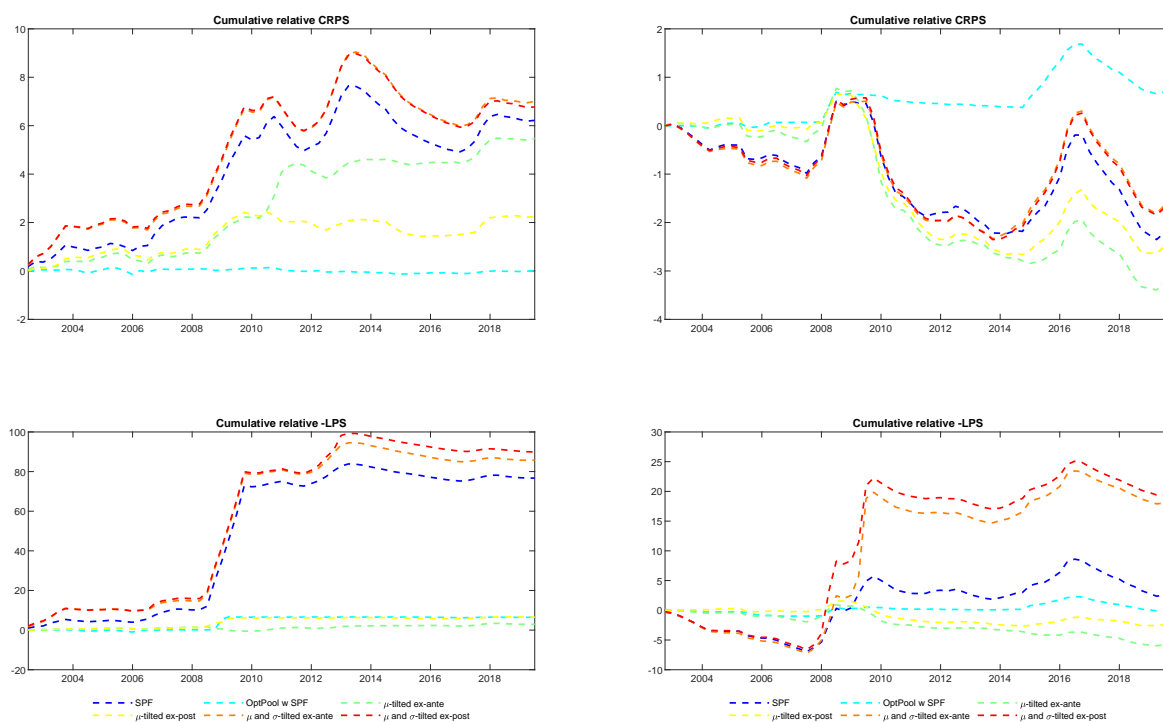 Cumulative relative CRPS
10
8
6
4
2
0
-2
2004 2006 2008 2010 2012 2014 2016 2018
Cumulative relative CRPS
2
1
0
-1
-2
-3
-4
2004 2006 2008 2010 2012 2014 2016 2018
Cumulative relative -LPS
100
80
60
40
20
0
-20
2004 2006 2008 2010 2012 2014 2016 2018
Cumulative relative -LPS
30
25
20
15
10
5
0
-5
-10
2004 2006 2008 2010 2012 2014 2016 2018
SPF OptPool w SPF μ-tilted ex-ante
μ-tilted ex-post μ and σ-tilted ex-ante μ and σ-tilted ex-post
SPF OptPool w SPF μ-tilted ex-ante
μ-tilted ex-post μ and σ-tilted ex-ante μ and σ-tilted ex-post